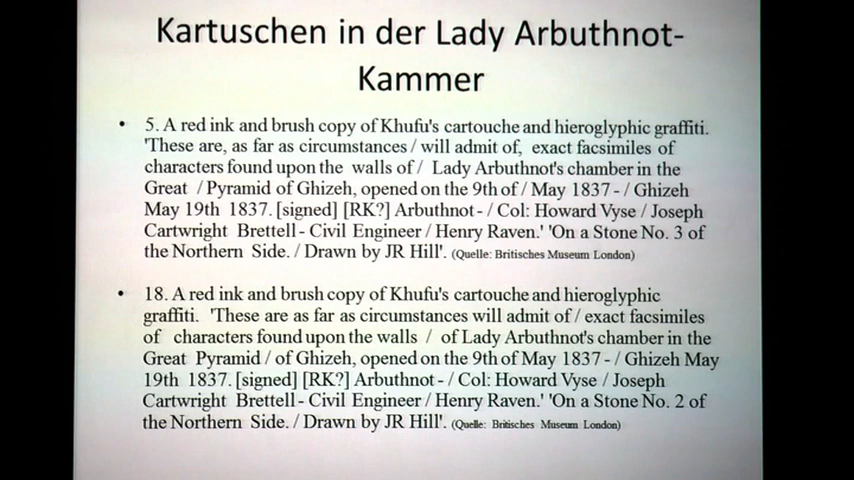 Kartuschen in der Lady Arbuthnot-
Kammer
• 5. A red ink and brush copy of Khufu's cartouche and hieroglyphic graffiti.
'These are, as far as circumstances / will admit of, exact facsimiles of
characters found upon the walls of / Lady Arbuthnot's chamber in the
Great / Pyramid of Ghizeh, opened on the 9th of / May 1837 - / Ghizeh
May 19th 1837. [signed] [RK?] Arbuthnot - / Col: Howard Vyse / Joseph
Cartwright Brettell - Civil Engineer / Henry Raven.' 'On a Stone No. 3 of
the Northern Side. / Drawn by JR Hill'. (Quelle: Britisches Museum London)
• 18. A red ink and brush copy of Khufu's cartouche and hieroglyphic
graffiti. 'These are as far as circumstances will admit of / exact facsimiles
of characters found upon the walls / of Lady Arbuthnot's chamber in the
Great Pyramid / of Ghizeh, opened on the 9th of May 1837 - / Ghizeh May
19th 1837. [signed] [RK?] Arbuthnot - / Col: Howard Vyse / Joseph
Cartwright Brettell - Civil Engineer / Henry Raven.' 'On a Stone No. 2 of
the Northern Side. / Drawn by JR Hill'. (Quelle: Britisches Museum London)